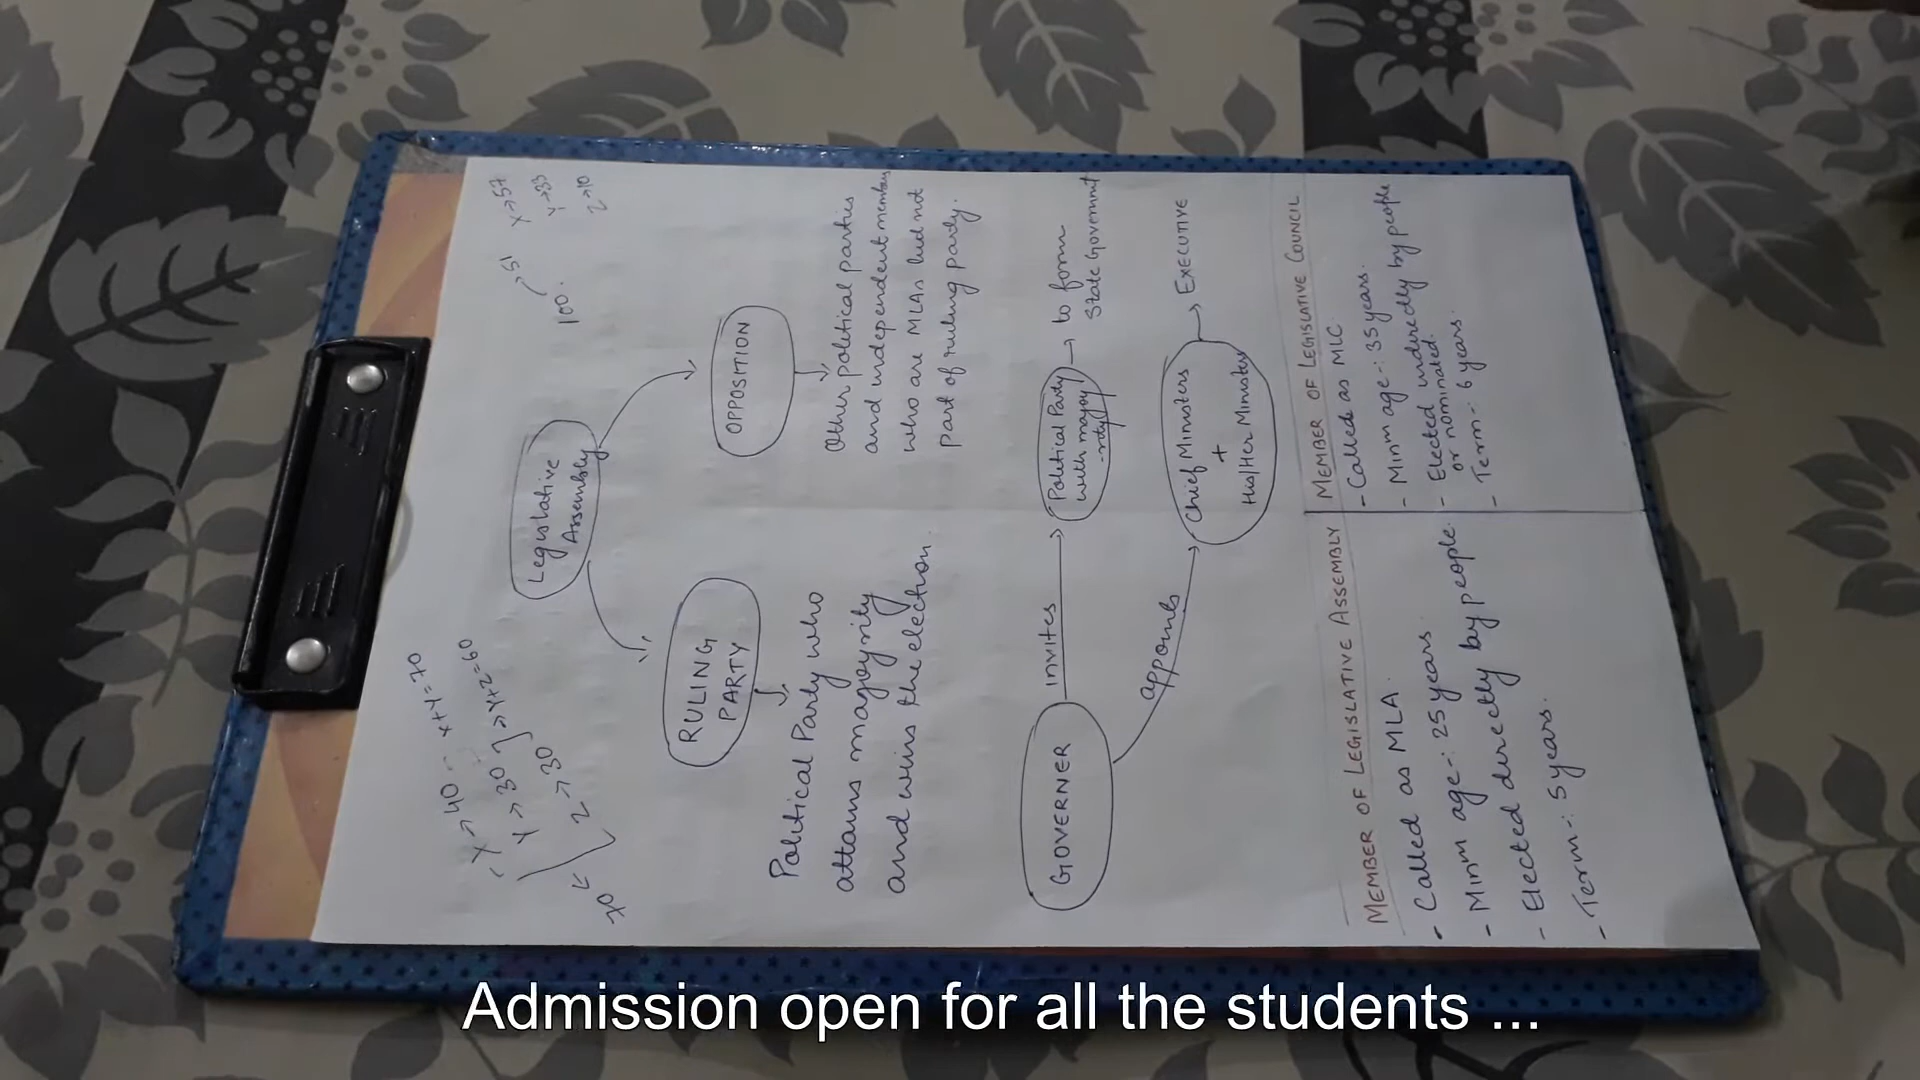 X→40 - x+y=70
Y→30 ] → Y+Z=60
Y→30
Z→30
70
100 → 51
X→57
Y→33
Z→10
Legislative
Assembly
RULING
PARTY
Political Party who
attains majority
and wins the election.
OPPOSITION
Other political parties
and independent members
who are MLAs but not
part of ruling party.
GOVERNER
invites
Political Party
with major
-rity
→ to form
State Government
appoints
Chief Ministers
+
His/Her Ministers
→ EXECUTIVE
MEMBER OF LEGISLATIVE ASSEMBLY
- Called as MLA.
- Minm age :- 25 years.
- Elected directly by people.
- Term :- 5 years.
MEMBER OF LEGISLATIVE COUNCIL
- Called as MLC.
- Minm age :- 35 years.
- Elected indirectly by people
or nominated.
- Term :- 6 years.
Admission open for all the students ...